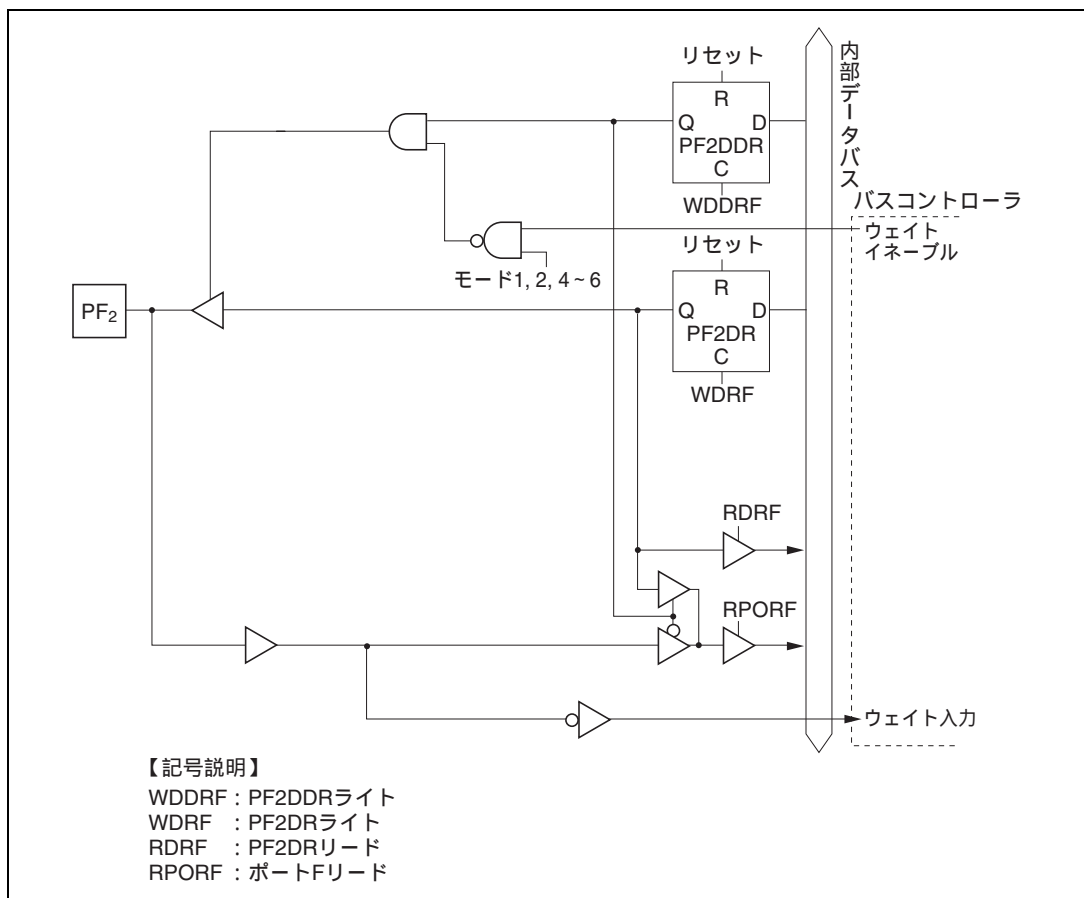 リセット
R
Q D
PF2DDR
C
WDDRF
内部データバス
バスコントローラ
ウェイト
イネーブル
モード1, 2, 4~6
リセット
R
Q D
PF2DR
C
WDRF
PF2
RDRF
RPORF
ウェイト入力
【記号説明】
WDDRF : PF2DDRライト
WDRF : PF2DRライト
RDRF : PF2DRリード
RPORF : ポートFリード